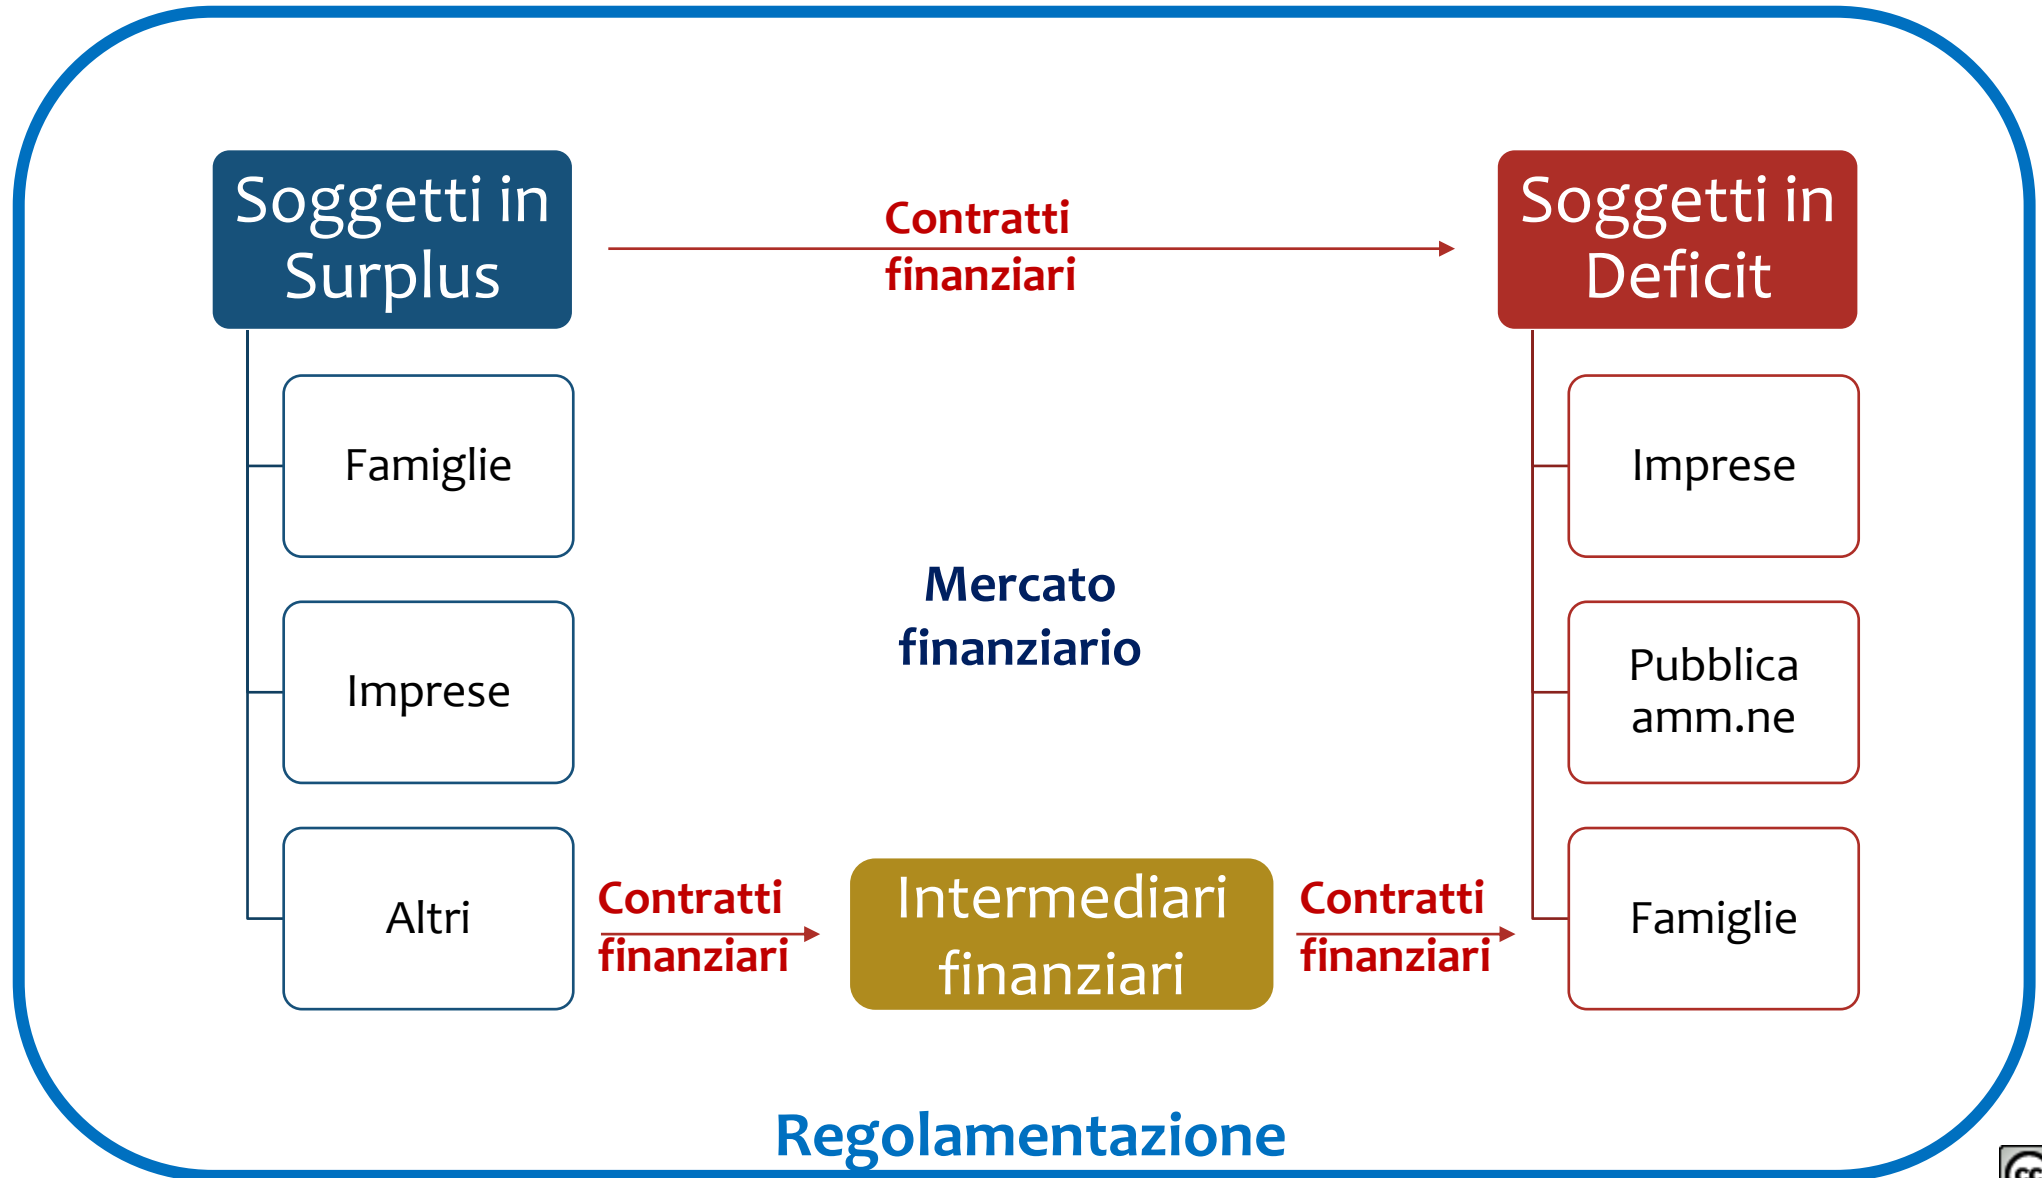 Soggetti in
Surplus
Contratti
finanziari
Soggetti in
Deficit
Famiglie
Imprese
Mercato
finanziario
Imprese
Pubblica
amm.ne
Altri
Contratti
finanziari
Intermediari
finanziari
Contratti
finanziari
Famiglie
Regolamentazione
cc